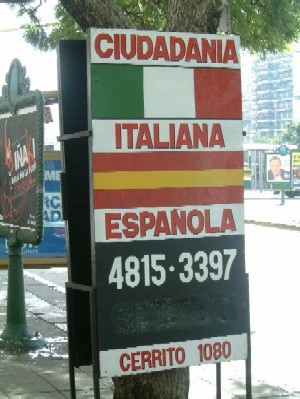 CIUDADANIA
ITALIANA
ESPAÑOLA
4815·3397
CERRITO 1080